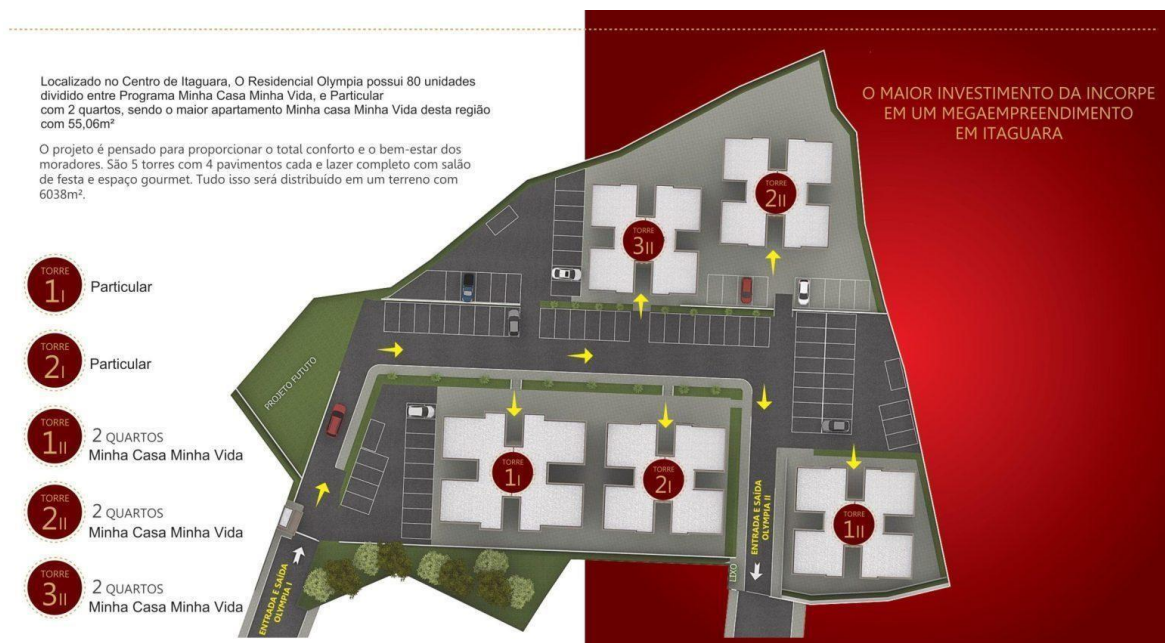 Localizado no Centro de Itaguara, O Residencial Olympia possui 80 unidades
dividido entre Programa Minha Casa Minha Vida, e Particular
com 2 quartos, sendo o maior apartamento Minha casa Minha Vida desta região
com 55,06m²
O projeto é pensado para proporcionar o total conforto e o bem-estar dos
moradores. São 5 torres com 4 pavimentos cada e lazer completo com salão
de festa e espaço gourmet. Tudo isso será distribuído em um terreno com
6038m².
TORRE
1I
Particular
TORRE
2I
Particular
TORRE
1II
2 QUARTOS
Minha Casa Minha Vida
TORRE
2II
2 QUARTOS
Minha Casa Minha Vida
TORRE
3II
2 QUARTOS
Minha Casa Minha Vida
O MAIOR INVESTIMENTO DA INCORPE
EM UM MEGAEMPREENDIMENTO
EM ITAGUARA
TORRE
2II
TORRE
3II
PROJETO FUTUTO
TORRE
1I
TORRE
2I
TORRE
1II
ENTRADA E SAÍDA
OLYMPIA I
ENTRADA E SAÍDA
OLYMPIA II
LIXO